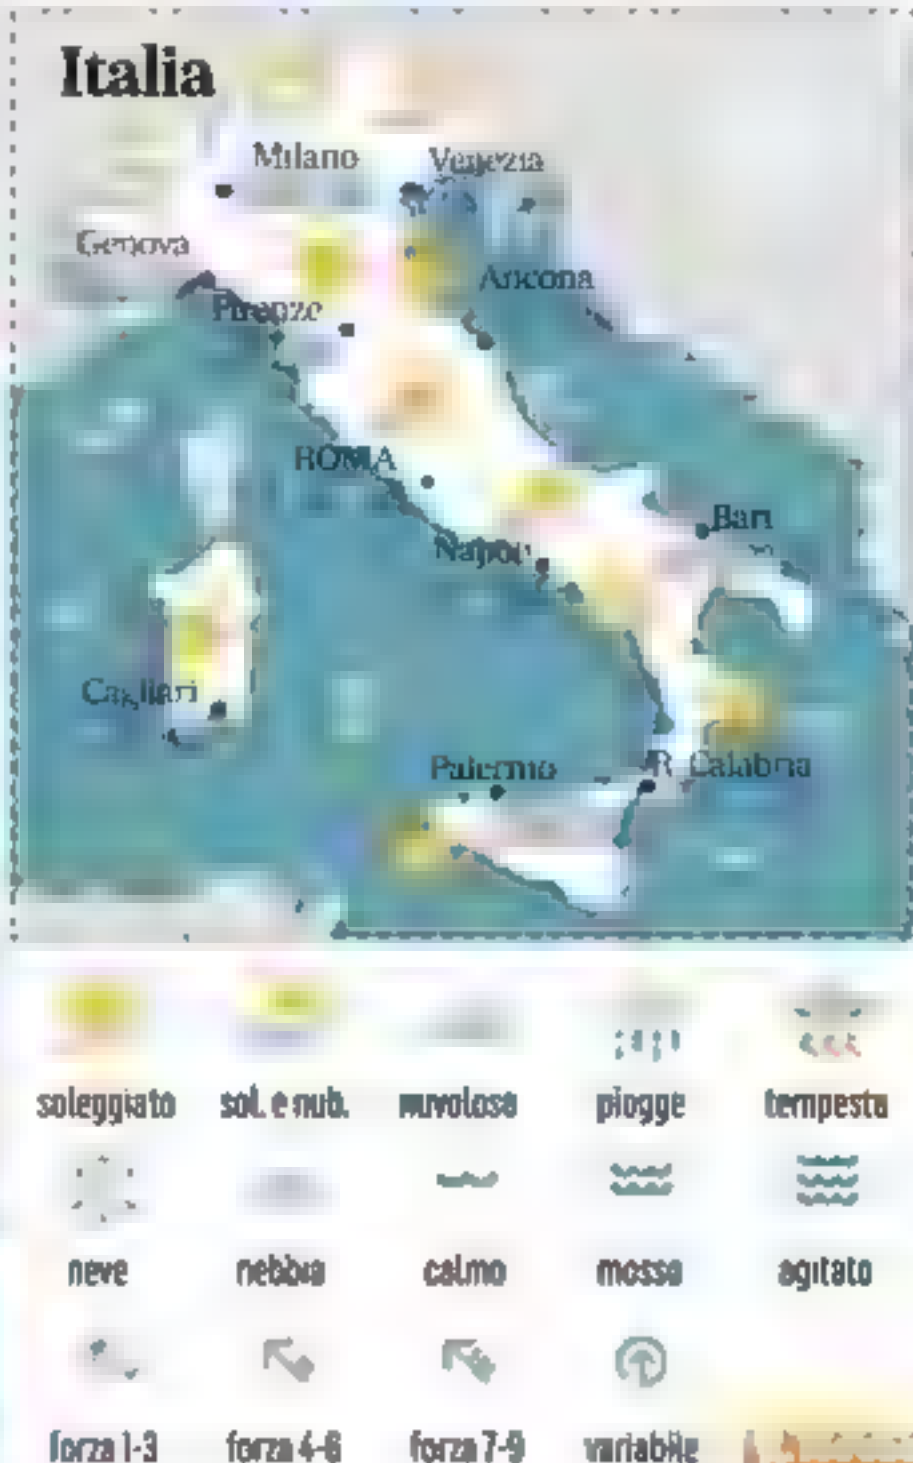 Italia
Milano
Venezia
Genova
Ancona
Firenze
ROMA
Bari
Napoli
Cagliari
Palermo
R. Calabria
soleggiato sol. e nub. nuvoloso piogge tempesta
neve nebbia calmo mosso agitato
forza 1-3 forza 4-6 forza 7-9 variabile